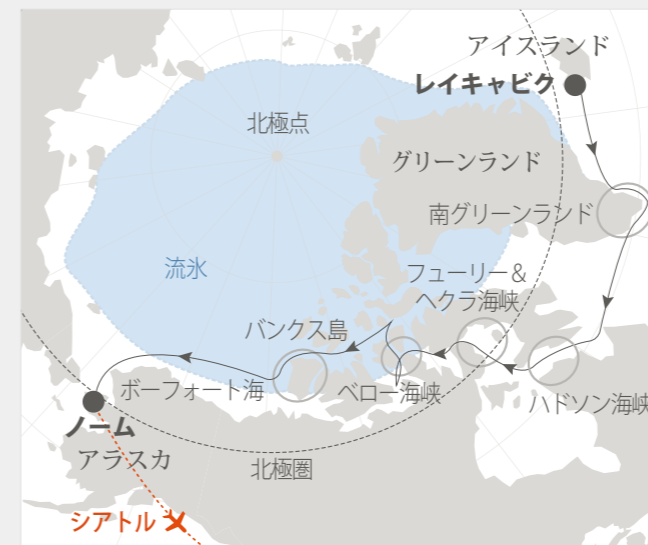 アイスランド
レイキャビク
北極点
グリーンランド
南グリーンランド
流氷
フューリー＆
ヘクラ海峡
バンクス島
ボーフォート海
ベロー海峡
ハドソン海峡
ノーム
アラスカ
北極圏
シアトル